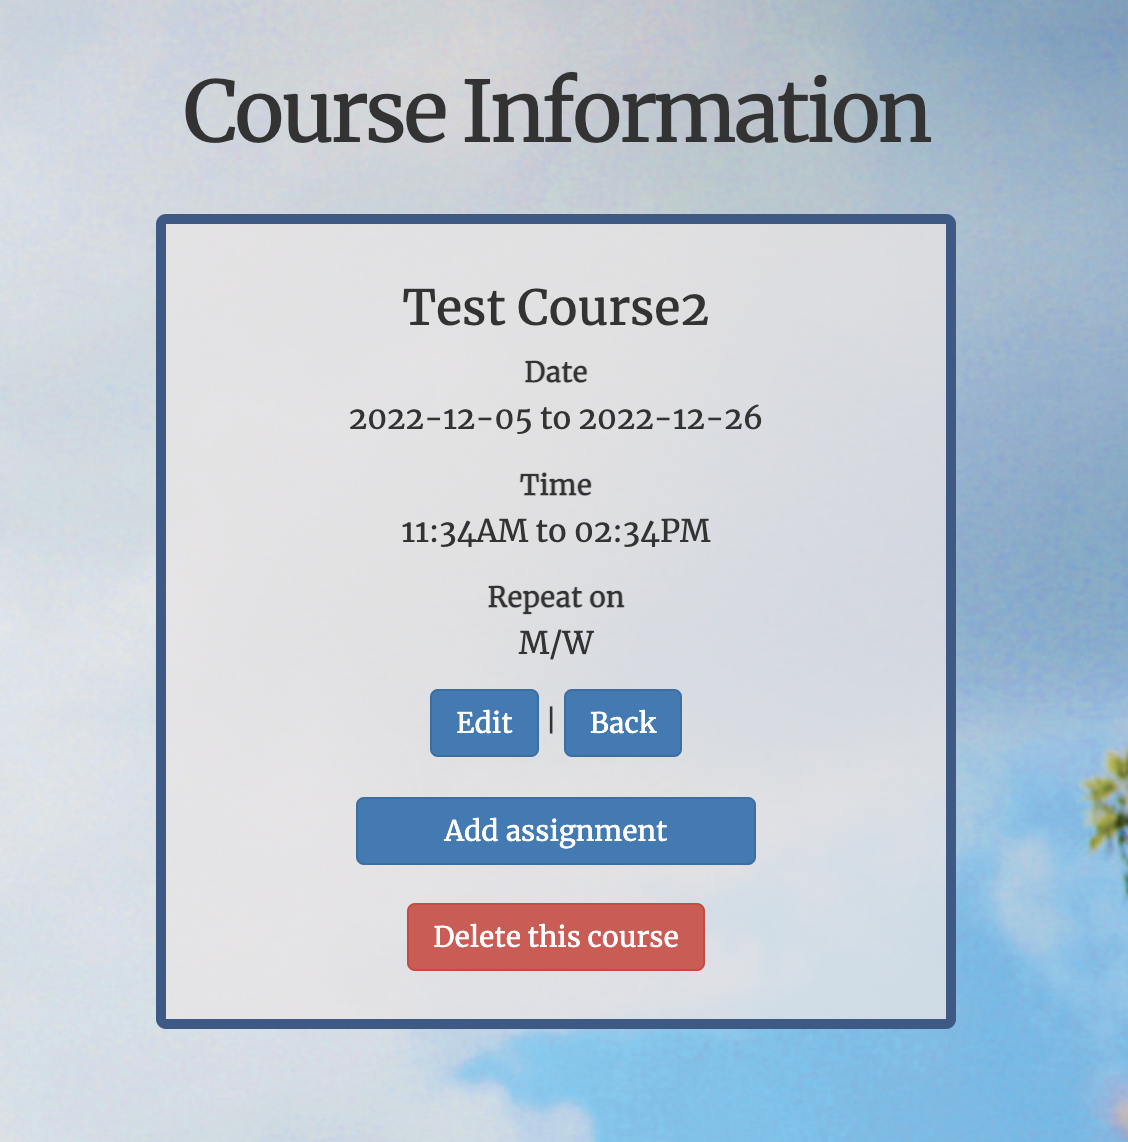 Course Information
Test Course2
Date
2022-12-05 to 2022-12-26
Time
11:34AM to 02:34PM
Repeat on
M/W
Edit | Back
Add assignment
Delete this course